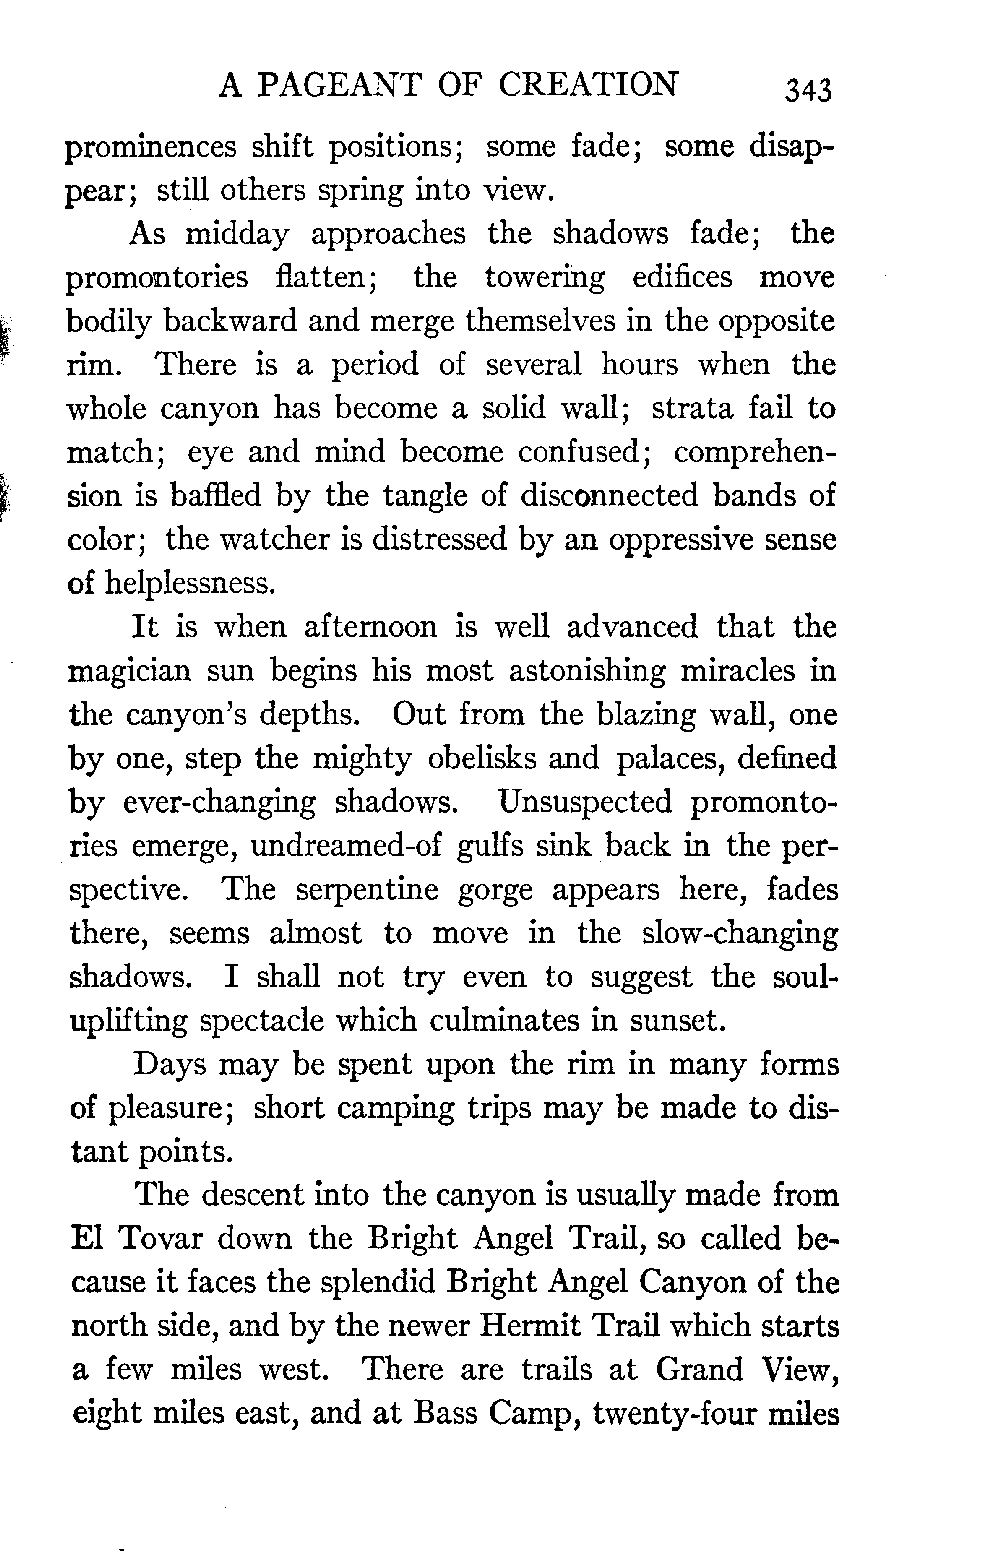 A PAGEANT OF CREATION 343
prominences shift positions; some fade; some disap-
pear; still others spring into view.
As midday approaches the shadows fade; the
promontories flatten; the towering edifices move
bodily backward and merge themselves in the opposite
rim. There is a period of several hours when the
whole canyon has become a solid wall; strata fail to
match; eye and mind become confused; comprehen-
sion is baffled by the tangle of disconnected bands of
color; the watcher is distressed by an oppressive sense
of helplessness.
It is when afternoon is well advanced that the
magician sun begins his most astonishing miracles in
the canyon's depths. Out from the blazing wall, one
by one, step the mighty obelisks and palaces, defined
by ever-changing shadows. Unsuspected promonto-
ries emerge, undreamed-of gulfs sink back in the per-
spective. The serpentine gorge appears here, fades
there, seems almost to move in the slow-changing
shadows. I shall not try even to suggest the soul-
uplifting spectacle which culminates in sunset.
Days may be spent upon the rim in many forms
of pleasure; short camping trips may be made to dis-
tant points.
The descent into the canyon is usually made from
El Tovar down the Bright Angel Trail, so called be-
cause it faces the splendid Bright Angel Canyon of the
north side, and by the newer Hermit Trail which starts
a few miles west. There are trails at Grand View,
eight miles east, and at Bass Camp, twenty-four miles